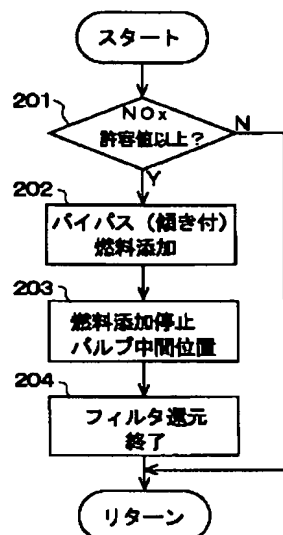 スタート
201
NOx
許容値以上？
N
Y
202
バイパス（傾き付）
燃料添加
203
燃料添加停止
バルブ中間位置
204
フィルタ還元
終了
リターン